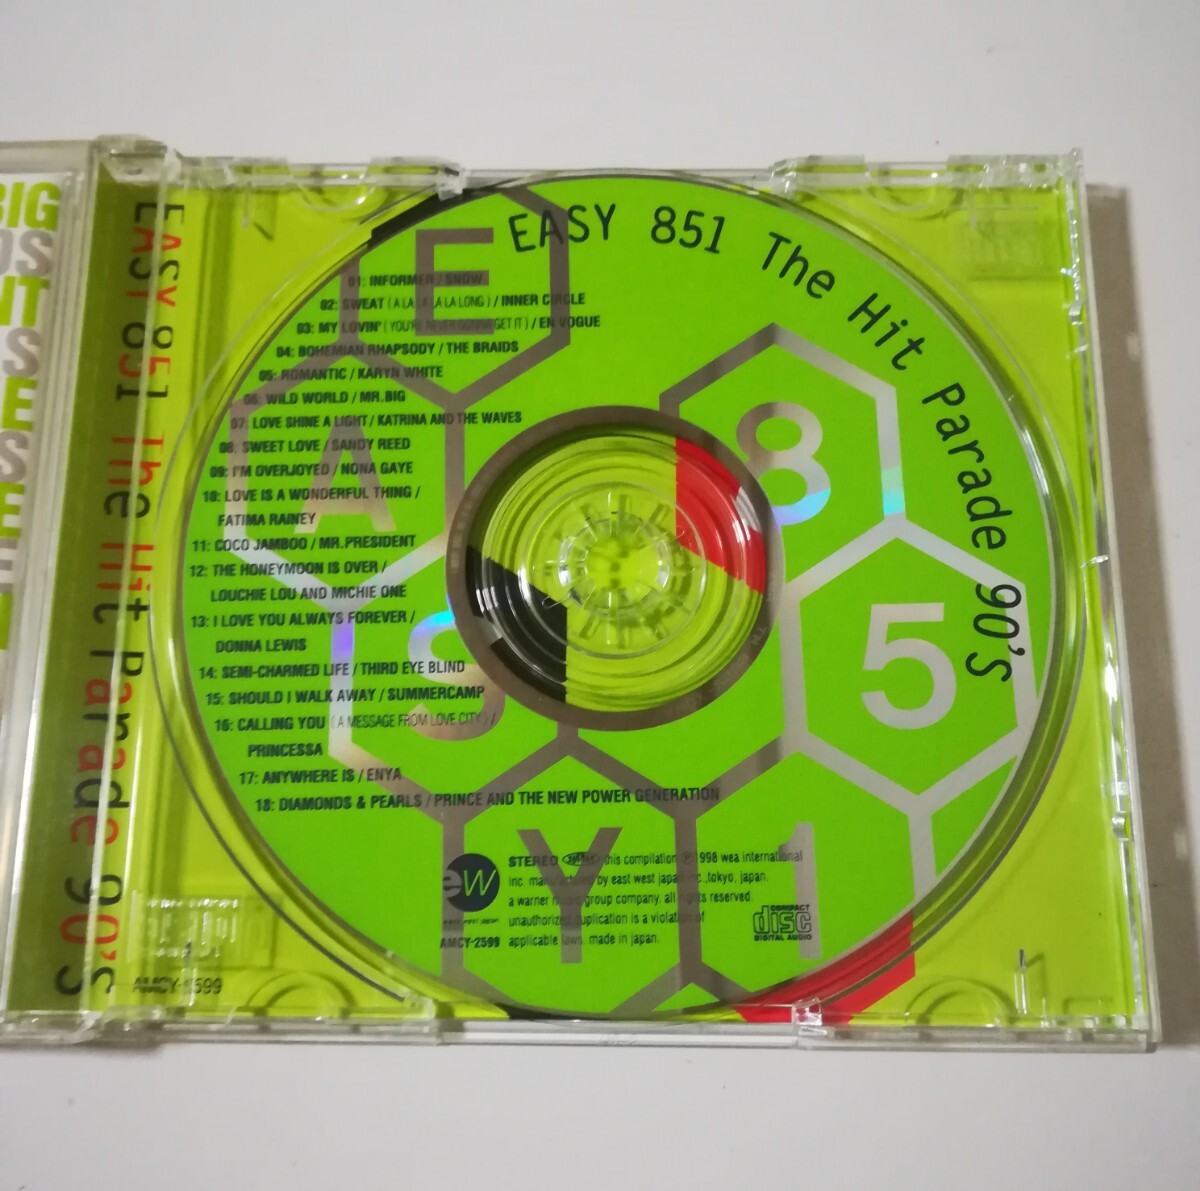 BIG
EASY 851 The Hit Parade 90's
AMCY-2599
EASY 851 The Hit Parade 90's
E
A
S
Y
8
5
1
01: INFORMER / SNOW
02: SWEAT (A LA LA LA LA LONG) / INNER CIRCLE
03: MY LOVIN' (YOU'RE NEVER GONNA GET IT) / EN VOGUE
04: BOHEMIAN RHAPSODY / THE BRAIDS
05: ROMANTIC / KARYN WHITE
06: WILD WORLD / MR.BIG
07: LOVE SHINE A LIGHT / KATRINA AND THE WAVES
08: SWEET LOVE / SANDY REED
09: I'M OVERJOYED / NONA GAYE
10: LOVE IS A WONDERFUL THING /
FATIMA RAINEY
11: COCO JAMBOO / MR.PRESIDENT
12: THE HONEYMOON IS OVER /
LOUCHIE LOU AND MICHIE ONE
13: I LOVE YOU ALWAYS FOREVER /
DONNA LEWIS
14: SEMI-CHARMED LIFE / THIRD EYE BLIND
15: SHOULD I WALK AWAY / SUMMERCAMP
16: CALLING YOU (A MESSAGE FROM LOVE CITY) /
PRINCESSA
17: ANYWHERE IS / ENYA
18: DIAMONDS & PEARLS / PRINCE AND THE NEW POWER GENERATION
ew
AMCY-2599
STEREO this compilation ℗ 1998 wea international
inc. manufactured by east west japan inc.,tokyo, japan.
a warner music group company. all rights reserved.
unauthorized duplication is a violation of
applicable laws. made in japan.
COMPACT
disc
DIGITAL AUDIO